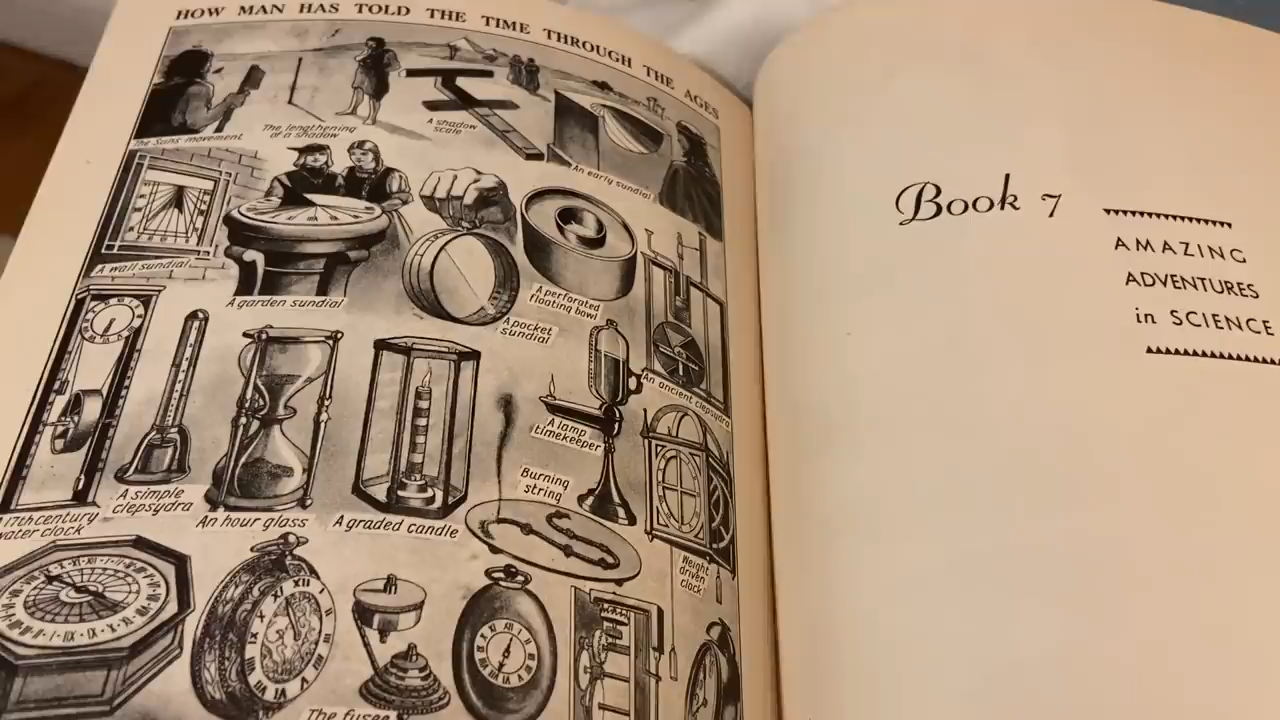 HOW MAN HAS TOLD THE TIME THROUGH THE AGES
The Suns' movement
The lengthening
of a shadow
A shadow
scale
An early sundial
A wall sundial
A garden sundial
A pocket
sundial
A perforated
floating bowl
An ancient clepsydra
17th century
water clock
A simple
clepsydra
An hour glass
A graded candle
A lamp
timekeeper
Burning
string
Weight
driven
clock
The fusee
Book 7
AMAZING
ADVENTURES
in SCIENCE